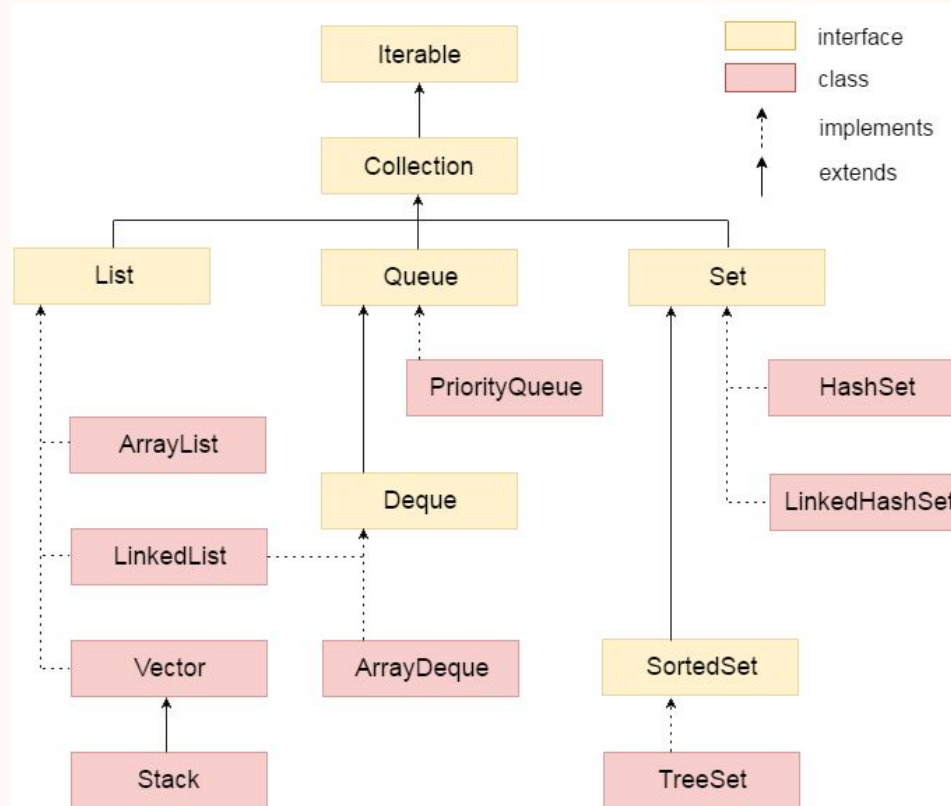 Iterable
interface
class
implements
extends
Collection
List
Queue
Set
PriorityQueue
HashSet
ArrayList
Deque
LinkedHashSet
LinkedList
Vector
ArrayDeque
SortedSet
Stack
TreeSet